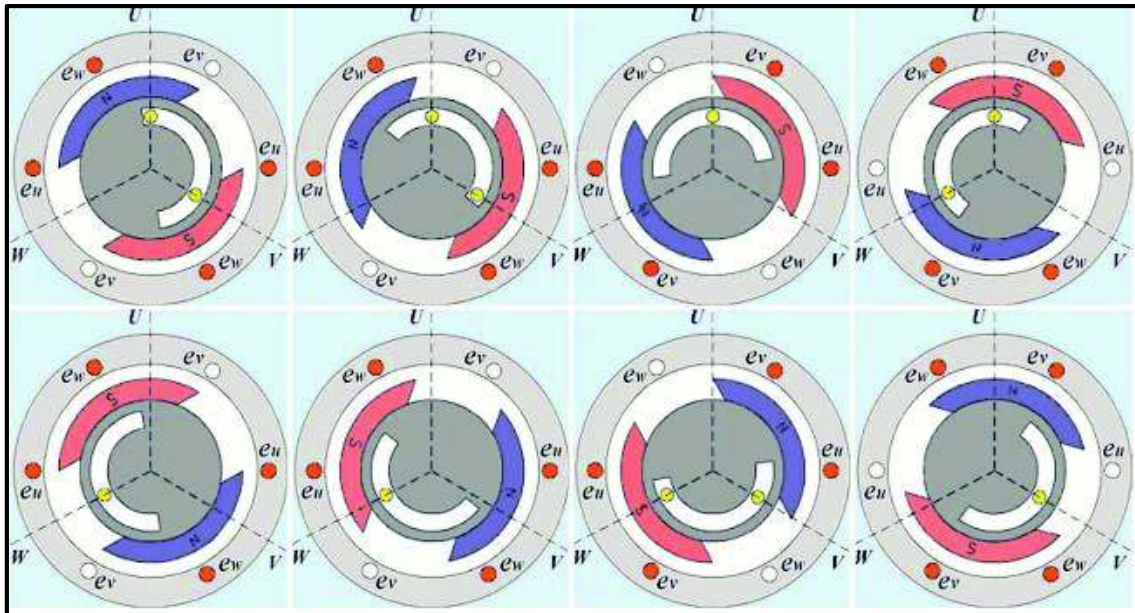 U U U U
ew ev ew ev ew ev ew ev
N S N S N S S N
eu eu eu eu eu eu eu eu
W ev ew V W ev ew V W ev ew V W ev ew V
U U U U
ew ev ew ev ew ev ew ev
S N S N S N N S
eu eu eu eu eu eu eu eu
W ev ew V W ev ew V W ev ew V W ev ew V